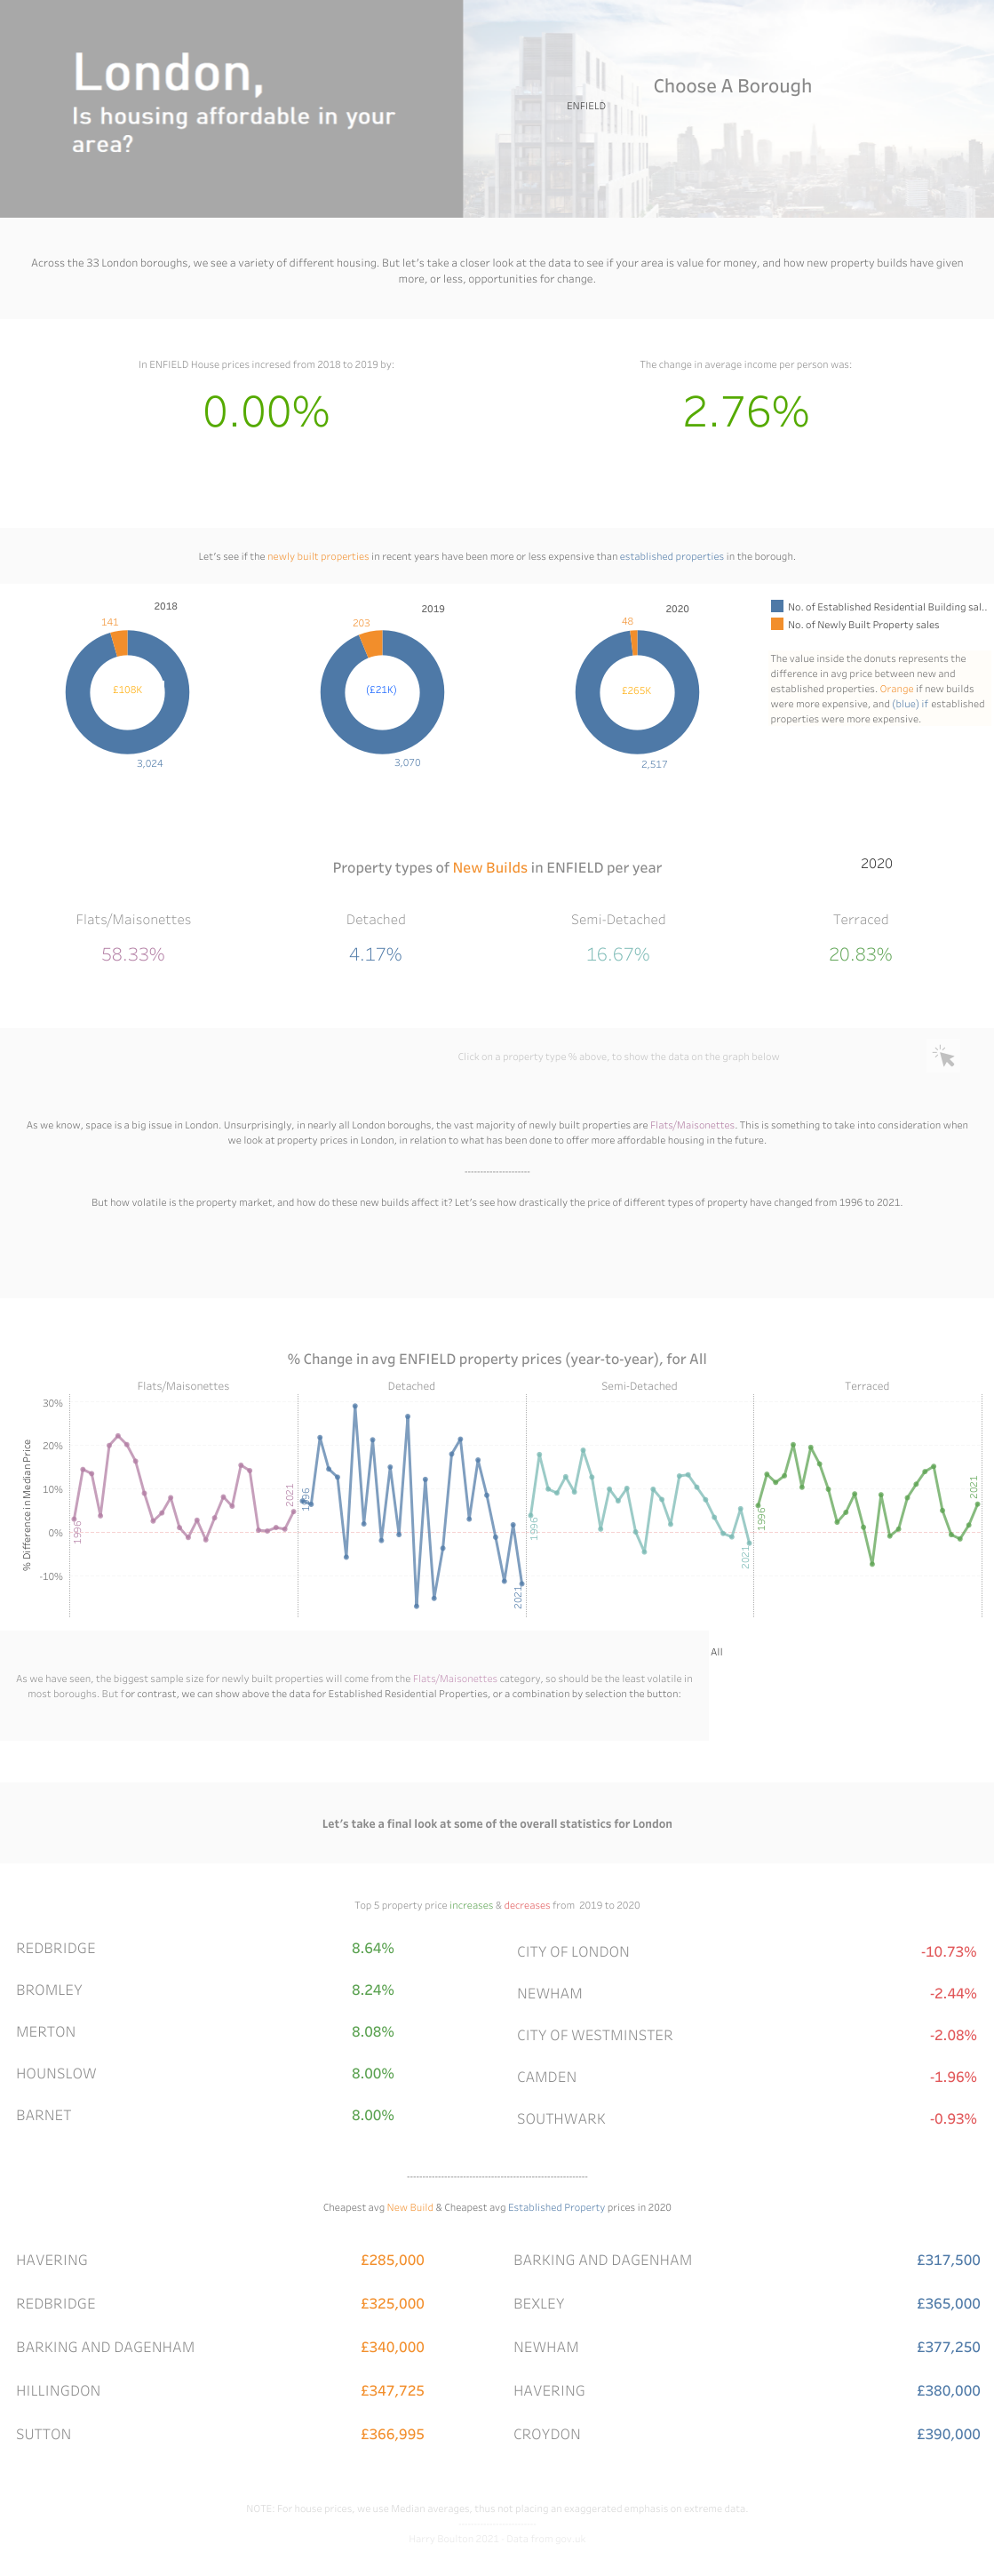 London,
Is housing affordable in your
area?
Choose A Borough
ENFIELD
Across the 33 London boroughs, we see a variety of different housing. But let's take a closer look at the data to see if your area is value for money, and how new property builds have given
more, or less, opportunities for change.
In ENFIELD House prices incresed from 2018 to 2019 by:
0.00%
The change in average income per person was:
2.76%
Let's see if the newly built properties in recent years have been more or less expensive than established properties in the borough.
2018
141
£108K
3,024
2019
203
(£21K)
3,070
2020
48
£265K
2,517
No. of Established Residential Building sal..
No. of Newly Built Property sales
The value inside the donuts represents the
difference in avg price between new and
established properties. Orange if new builds
were more expensive, and (blue) if established
properties were more expensive.
Property types of New Builds in ENFIELD per year
2020
Flats/Maisonettes
58.33%
Detached
4.17%
Semi-Detached
16.67%
Terraced
20.83%
Click on a property type % above, to show the data on the graph below
As we know, space is a big issue in London. Unsurprisingly, in nearly all London boroughs, the vast majority of newly built properties are Flats/Maisonettes. This is something to take into consideration when
we look at property prices in London, in relation to what has been done to offer more affordable housing in the future.
----------------------
But how volatile is the property market, and how do these new builds affect it? Let's see how drastically the price of different types of property have changed from 1996 to 2021.
% Change in avg ENFIELD property prices (year-to-year), for All
Flats/Maisonettes
Detached
Semi-Detached
Terraced
% Difference in Median Price
30%
20%
10%
0%
-10%
1996
2021
1996
2021
1996
2021
1996
2021
All
As we have seen, the biggest sample size for newly built properties will come from the Flats/Maisonettes category, so should be the least volatile in
most boroughs. But for contrast, we can show above the data for Established Residential Properties, or a combination by selection the button:
Let's take a final look at some of the overall statistics for London
Top 5 property price increases & decreases from 2019 to 2020
REDBRIDGE 8.64%
BROMLEY 8.24%
MERTON 8.08%
HOUNSLOW 8.00%
BARNET 8.00%
CITY OF LONDON -10.73%
NEWHAM -2.44%
CITY OF WESTMINSTER -2.08%
CAMDEN -1.96%
SOUTHWARK -0.93%
------------------------------------------------------------
Cheapest avg New Build & Cheapest avg Established Property prices in 2020
HAVERING £285,000
REDBRIDGE £325,000
BARKING AND DAGENHAM £340,000
HILLINGDON £347,725
SUTTON £366,995
BARKING AND DAGENHAM £317,500
BEXLEY £365,000
NEWHAM £377,250
HAVERING £380,000
CROYDON £390,000
NOTE: For house prices, we use Median averages, thus not placing an exaggerated emphasis on extreme data.
Harry Boulton 2021 - Data from gov.uk